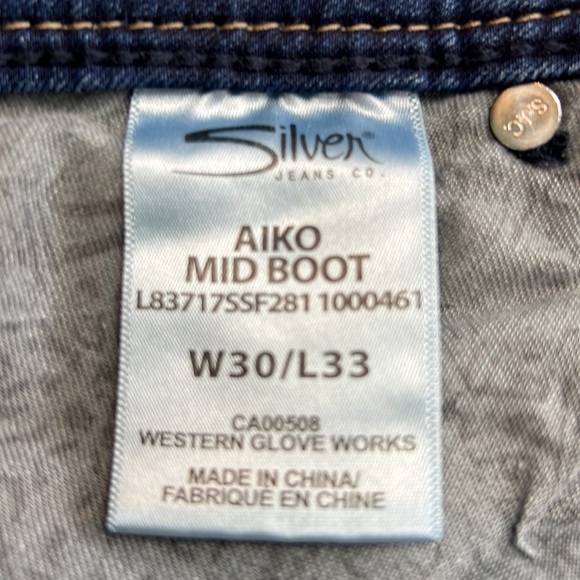 Silver®
JEANS CO.
AIKO
MID BOOT
L83717SSF281 1000461
W30/L33
CA00508
WESTERN GLOVE WORKS
MADE IN CHINA/
FABRIQUÉ EN CHINE